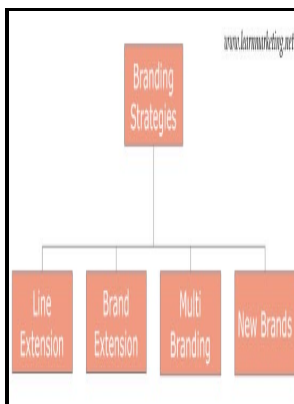 www.learnmarketing.net
Branding
Strategies
Line
Extension
Brand
Extension
Multi
Branding
New Brands